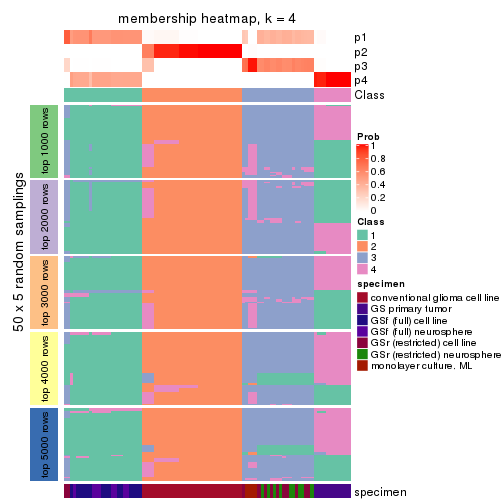 membership heatmap, k = 4
p1
p2
p3
p4
Class
50 x 5 random samplings
top 1000 rows
top 2000 rows
top 3000 rows
top 4000 rows
top 5000 rows
Prob
1
0.8
0.6
0.4
0.2
0
Class
1
2
3
4
specimen
conventional glioma cell line
GS primary tumor
GSf (full) cell line
GSf (full) neurosphere
GSr (restricted) cell line
GSr (restricted) neurosphere
monolayer culture. ML
specimen